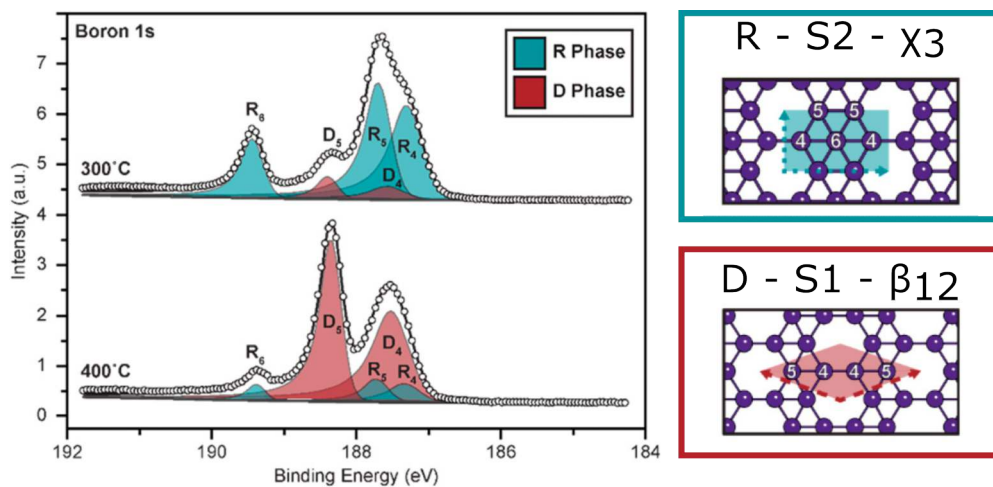 Boron 1s
R Phase
D Phase
R6
D5
R5
R4
D4
300°C
R6
D5
D4
R5
R4
400°C
Intensity (a.u.)
7
6
5
4
3
2
1
0
192
190
188
186
184
Binding Energy (eV)
R - S2 - χ3
5 5
4 6 4
D - S1 - β12
5 4 4 5